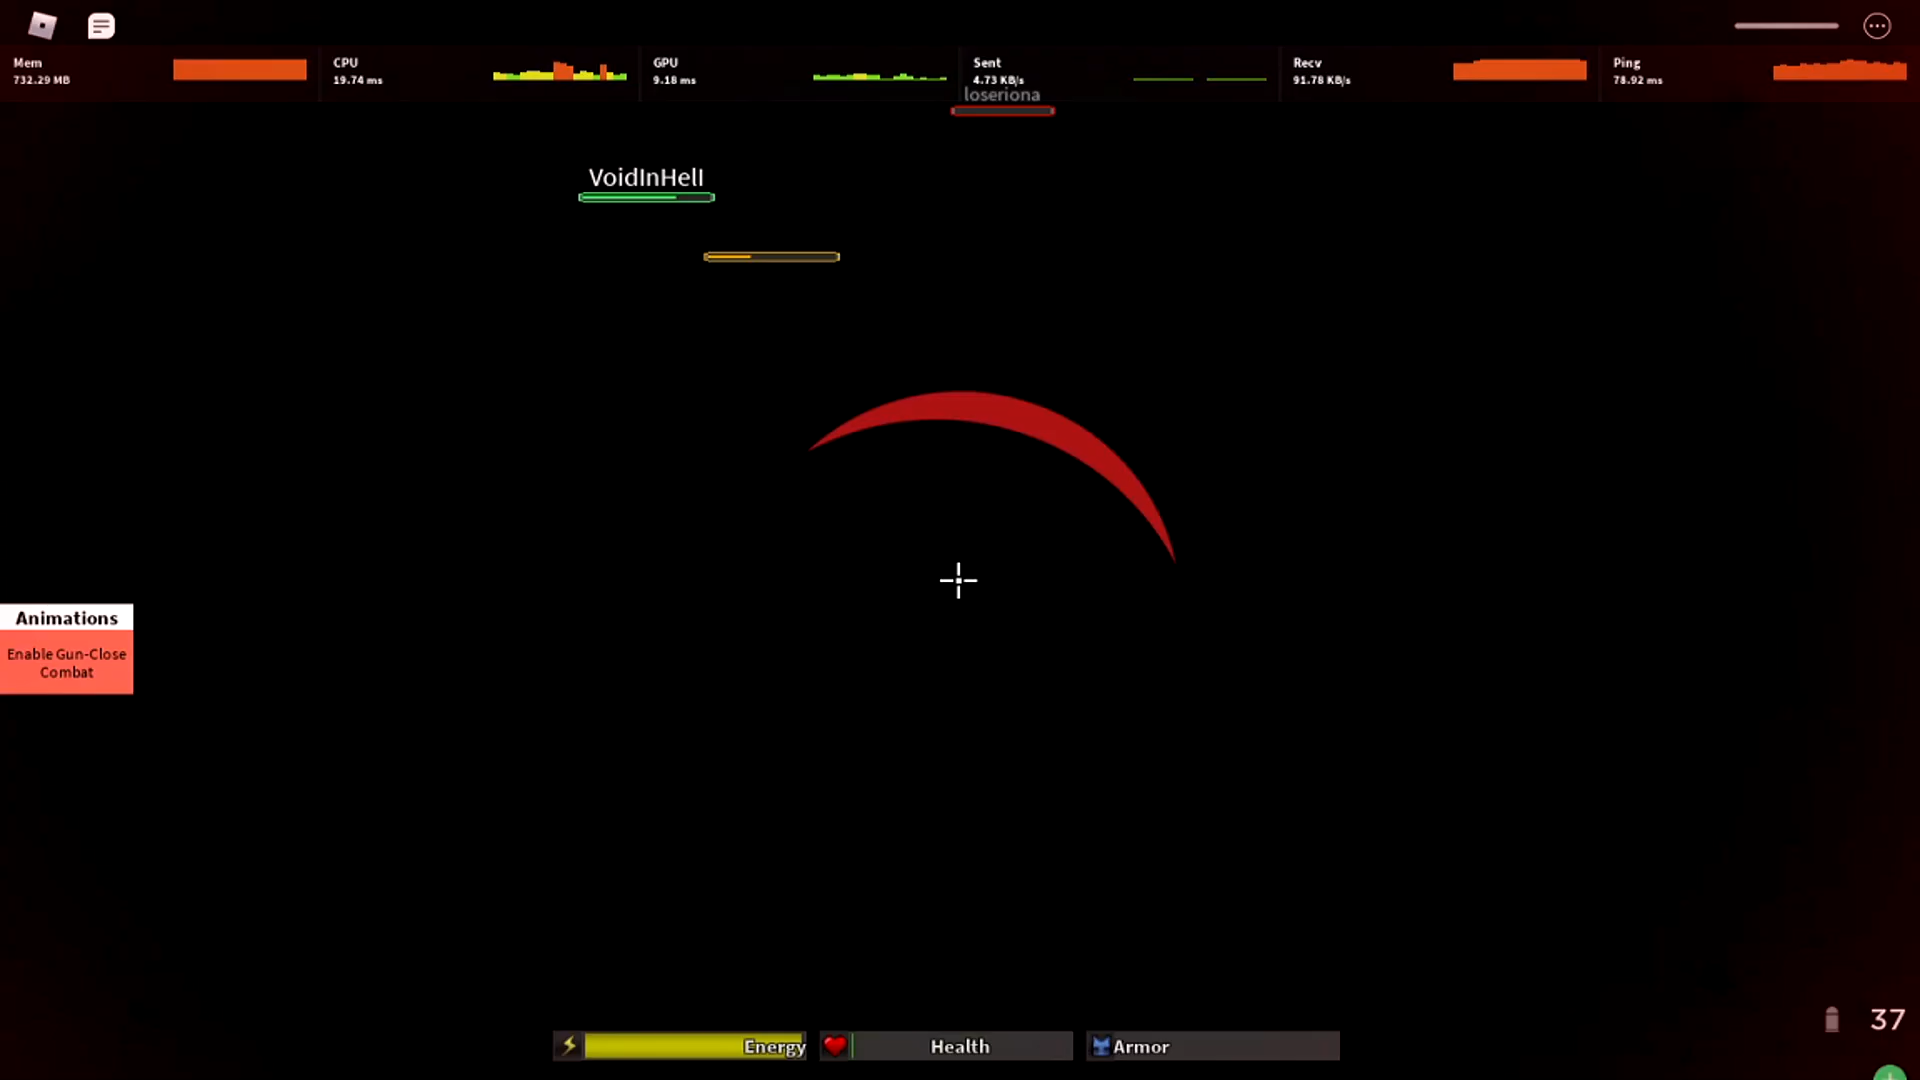 Mem
732.29 MB
CPU
19.74 ms
GPU
9.18 ms
Sent
4.73 KB/s
Recv
91.78 KB/s
Ping
78.92 ms
loseriona
VoidInHell
Animations
Enable Gun-Close
Combat
Energy
Health
Armor
37